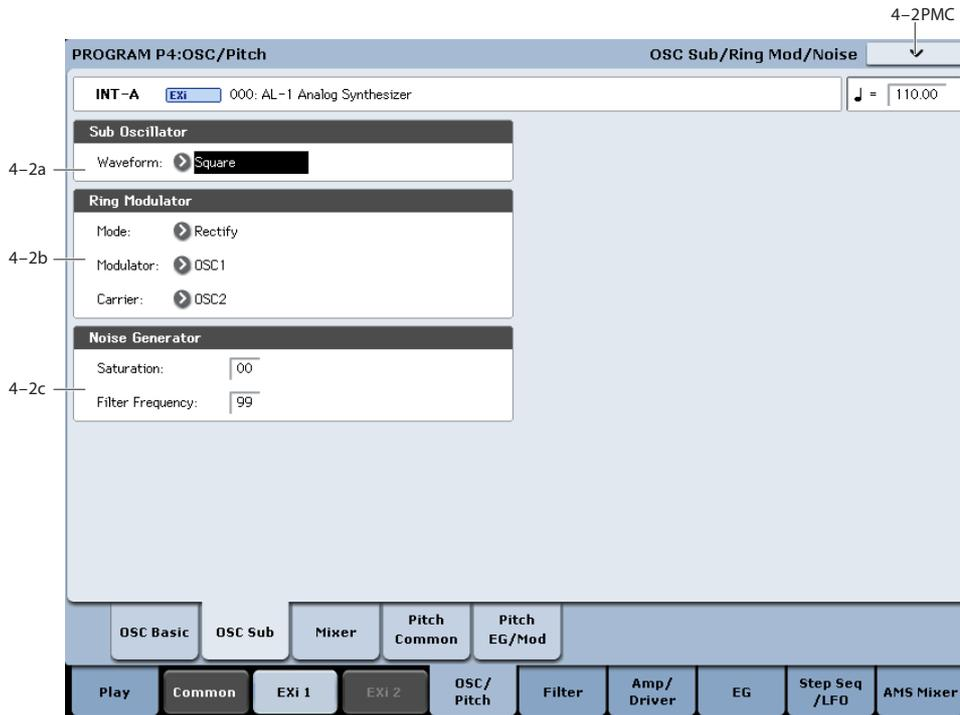 4–2PMC
PROGRAM P4:OSC/Pitch OSC Sub/Ring Mod/Noise
INT-A EXi 000: AL-1 Analog Synthesizer ♩ = 110.00
Sub Oscillator
4–2a Waveform: Square
Ring Modulator
Mode: Rectify
4–2b Modulator: OSC1
Carrier: OSC2
Noise Generator
Saturation: 00
4–2c
Filter Frequency: 99
OSC Basic OSC Sub Mixer Pitch Common Pitch EG/Mod
Play Common EXi 1 EXi 2 OSC/Pitch Filter Amp/Driver EG Step Seq/LFO AMS Mixer